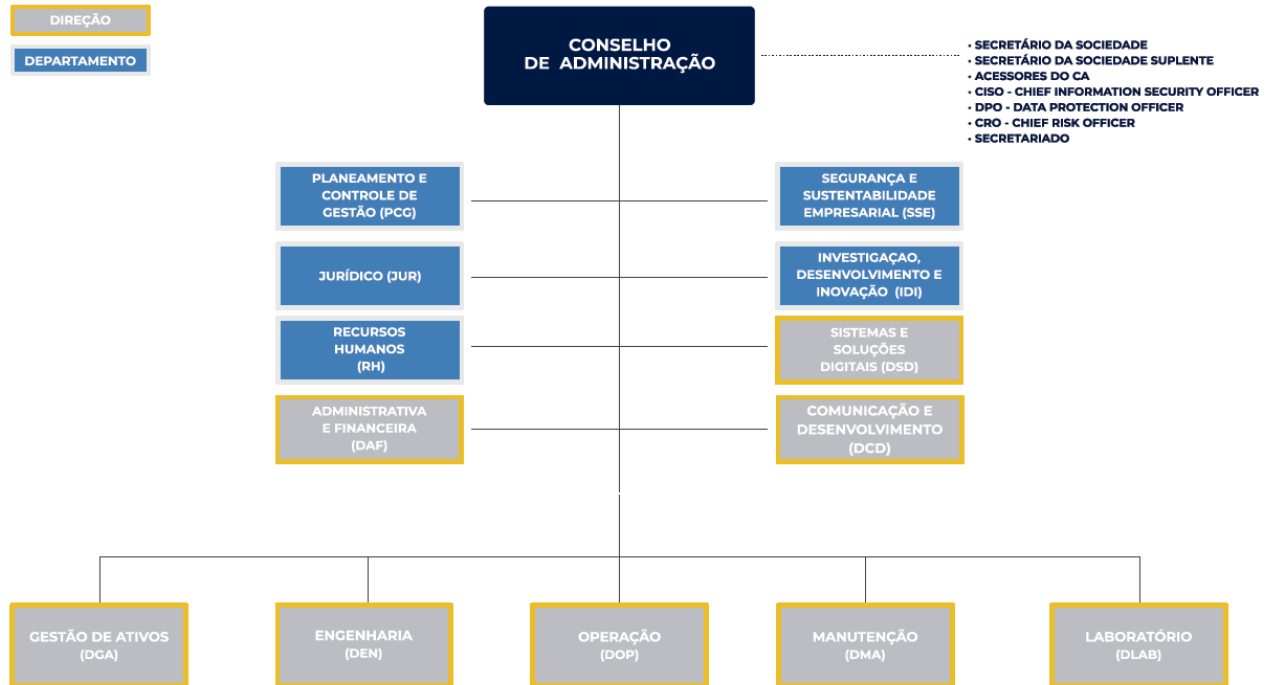 DIREÇÃO
DEPARTAMENTO
CONSELHO
DE ADMINISTRAÇÃO
• SECRETÁRIO DA SOCIEDADE
• SECRETÁRIO DA SOCIEDADE SUPLENTE
• ACESSORES DO CA
• CISO - CHIEF INFORMATION SECURITY OFFICER
• DPO - DATA PROTECTION OFFICER
• CRO - CHIEF RISK OFFICER
• SECRETARIADO
PLANEAMENTO E
CONTROLE DE
GESTÃO (PCG)
SEGURANÇA E
SUSTENTABILIDADE
EMPRESARIAL (SSE)
JURÍDICO (JUR)
INVESTIGAÇAO,
DESENVOLVIMENTO E
INOVAÇÃO (IDI)
RECURSOS
HUMANOS
(RH)
SISTEMAS E
SOLUÇÕES
DIGITAIS (DSD)
ADMINISTRATIVA
E FINANCEIRA
(DAF)
COMUNICAÇÃO E
DESENVOLVIMENTO
(DCD)
GESTÃO DE ATIVOS
(DGA)
ENGENHARIA
(DEN)
OPERAÇÃO
(DOP)
MANUTENÇÃO
(DMA)
LABORATÓRIO
(DLAB)